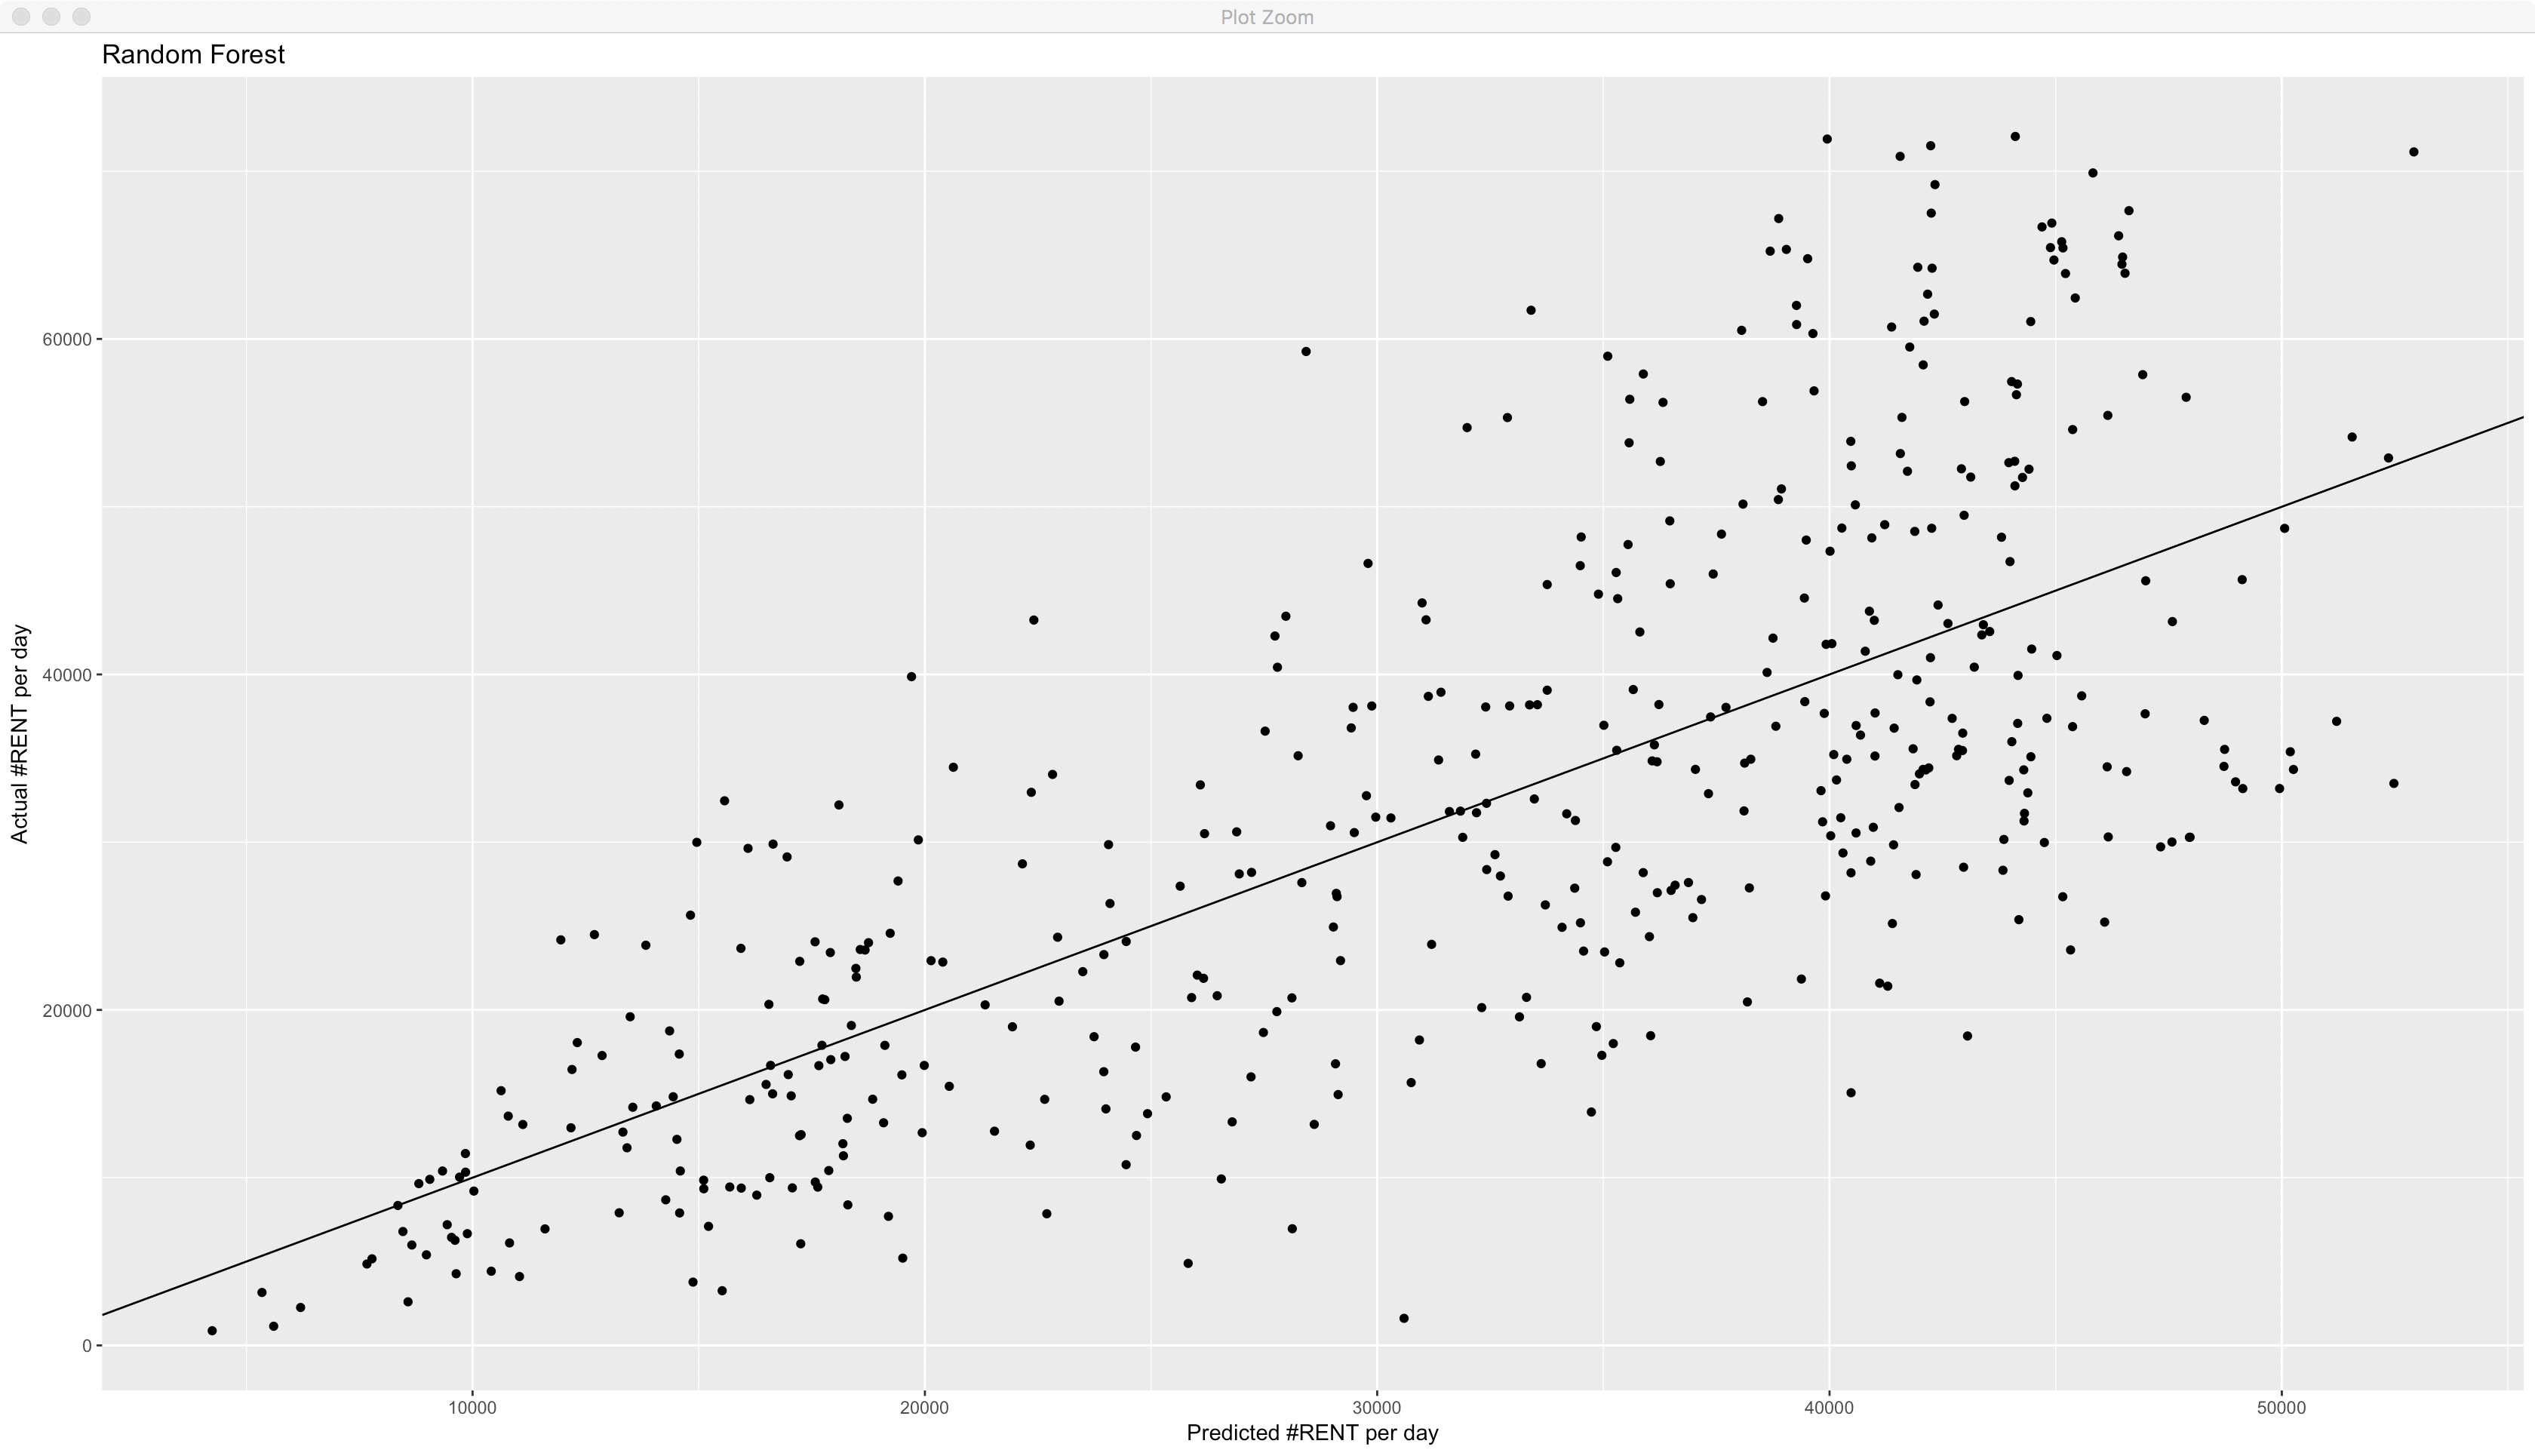 Plot Zoom
Random Forest
Actual #RENT per day
60000
40000
20000
0
10000 20000 30000 40000 50000
Predicted #RENT per day